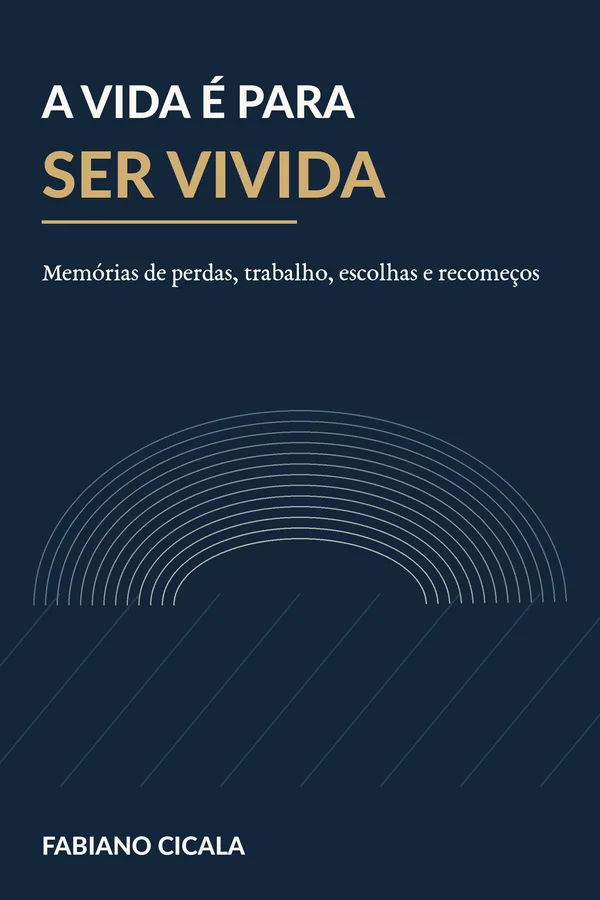 A VIDA É PARA
SER VIVIDA
Memórias de perdas, trabalho, escolhas e recomeços
FABIANO CICALA